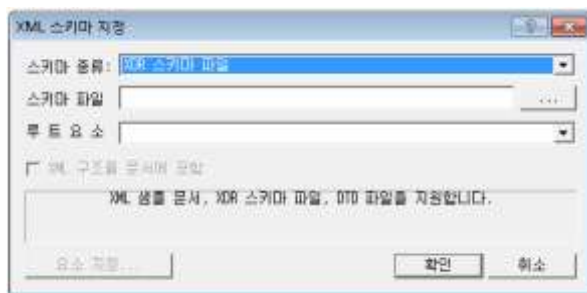 XML 스키마 지정
스키마 종류: XDR 스키마 파일
스키마 파일 ...
루 트 요 소
XML 구조를 문서에 포함
XML 샘플 문서, XDR 스키마 파일, DTD 파일을 지원합니다.
요소 지정... 확인 취소